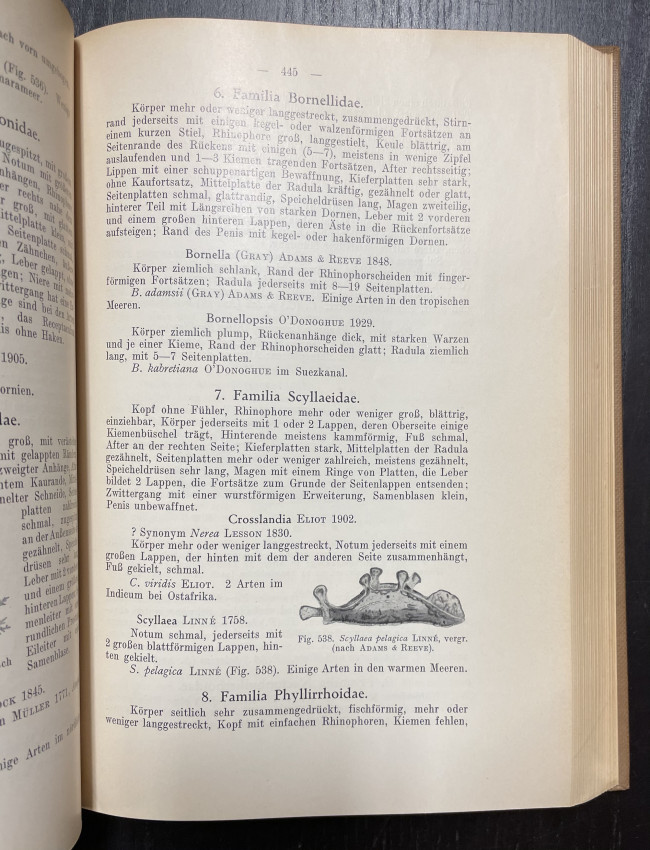 — 445 —
6. Familia Bornellidae.
Körper mehr oder weniger langgestreckt, zusammengedrückt, Stirn-
rand jederseits mit einigen kegel- oder walzenförmigen Fortsätzen an
einem kurzen Stiel, Rhinophore groß, langgestielt, Keule blättrig, am
Seitenrande des Rückens mit einigen (5—7), meistens in wenige Zipfel
auslaufenden und 1—3 Kiemen tragenden Fortsätzen, After rechtsseitig;
Lippen mit einer schuppenartigen Bewaffnung, Kieferplatten sehr stark,
ohne Kaufortsatz, Mittelplatte der Radula kräftig, gezähnelt oder glatt,
Seitenplatten schmal, glattrandig, Speicheldrüsen lang, Magen zweiteilig,
hinterer Teil mit Längsreihen von starken Dornen, Leber mit 2 vorderen
und einem großen hinteren Lappen, deren Äste in die Rückenfortsätze
aufsteigen; Rand des Penis mit kegel- oder hakenförmigen Dornen.
Bornella (GRAY) ADAMS & REEVE 1848.
Körper ziemlich schlank, Rand der Rhinophorscheiden mit finger-
förmigen Fortsätzen; Radula jederseits mit 8—19 Seitenplatten.
B. adamsii (GRAY) ADAMS & REEVE. Einige Arten in den tropischen
Meeren.
Bornellopsis O'DONOGHUE 1929.
Körper ziemlich plump, Rückenanhänge dick, mit starken Warzen
und je einer Kieme, Rand der Rhinophorscheiden glatt; Radula ziemlich
lang, mit 5—7 Seitenplatten.
B. kabretiana O'DONOGHUE im Suezkanal.
7. Familia Scyllaeidae.
Kopf ohne Fühler, Rhinophore mehr oder weniger groß, blättrig,
einziehbar, Körper jederseits mit 1 oder 2 Lappen, deren Oberseite einige
Kiemenbüschel trägt, Hinterende meistens kammförmig, Fuß schmal,
After an der rechten Seite; Kieferplatten stark, Mittelplatten der Radula
gezähnelt, Seitenplatten mehr oder weniger zahlreich, meistens gezähnelt,
Speicheldrüsen sehr lang, Magen mit einem Ringe von Platten, die Leber
bildet 2 Lappen, die Fortsätze zum Grunde der Seitenlappen entsenden;
Zwittergang mit einer wurstförmigen Erweiterung, Samenblasen klein,
Penis unbewaffnet.
Crosslandia ELIOT 1902.
? Synonym Nerea LESSON 1830.
Körper mehr oder weniger langgestreckt, Notum jederseits mit einem
großen Lappen, der hinten mit dem der anderen Seite zusammenhängt,
Fuß gekielt, schmal.
C. viridis ELIOT. 2 Arten im
Indicum bei Ostafrika.
Scyllaea LINNÉ 1758.
Notum schmal, jederseits mit
2 großen blattförmigen Lappen, hin-
ten gekielt.
Fig. 538. Scyllaea pelagica LINNÉ, vergr.
(nach ADAMS & REEVE).
S. pelagica LINNÉ (Fig. 538). Einige Arten in den warmen Meeren.
8. Familia Phyllirrhoidae.
Körper seitlich sehr zusammengedrückt, fischförmig, mehr oder
weniger langgestreckt, Kopf mit einfachen Rhinophoren, Kiemen fehlen,